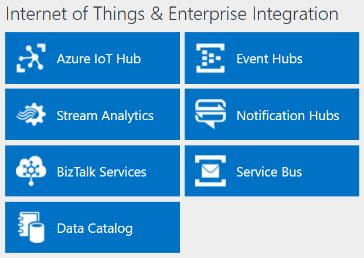 Internet of Things & Enterprise Integration
Azure IoT Hub
Event Hubs
Stream Analytics
Notification Hubs
BizTalk Services
Service Bus
Data Catalog